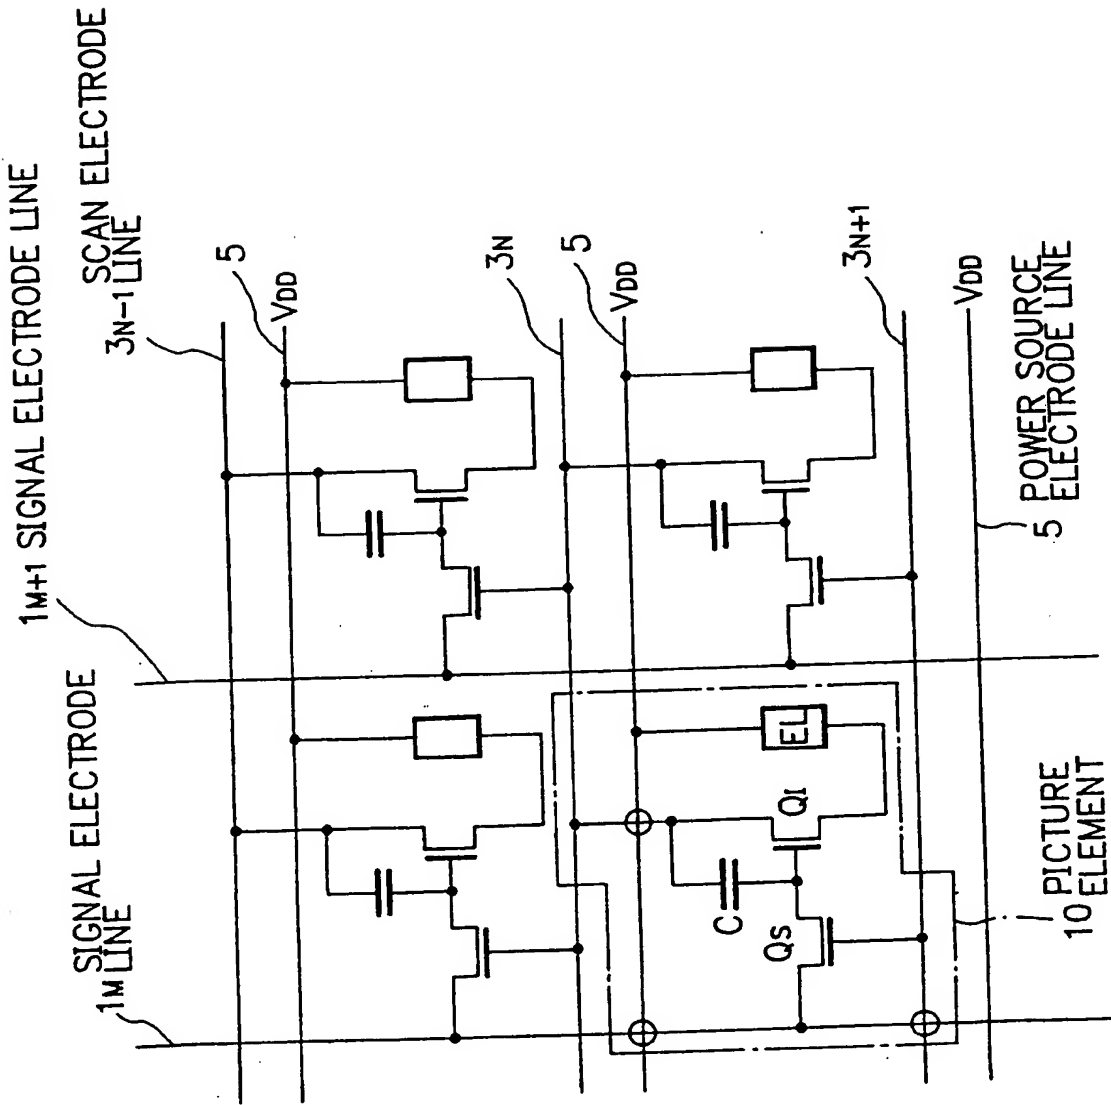 1M+1 SIGNAL ELECTRODE LINE
SCAN ELECTRODE
3N-1 LINE
5
VDD
SIGNAL ELECTRODE
1M LINE
3N
5
VDD
3N+1
VDD
EL
QI
C
QS
5 POWER SOURCE
ELECTRODE LINE
10 PICTURE
ELEMENT